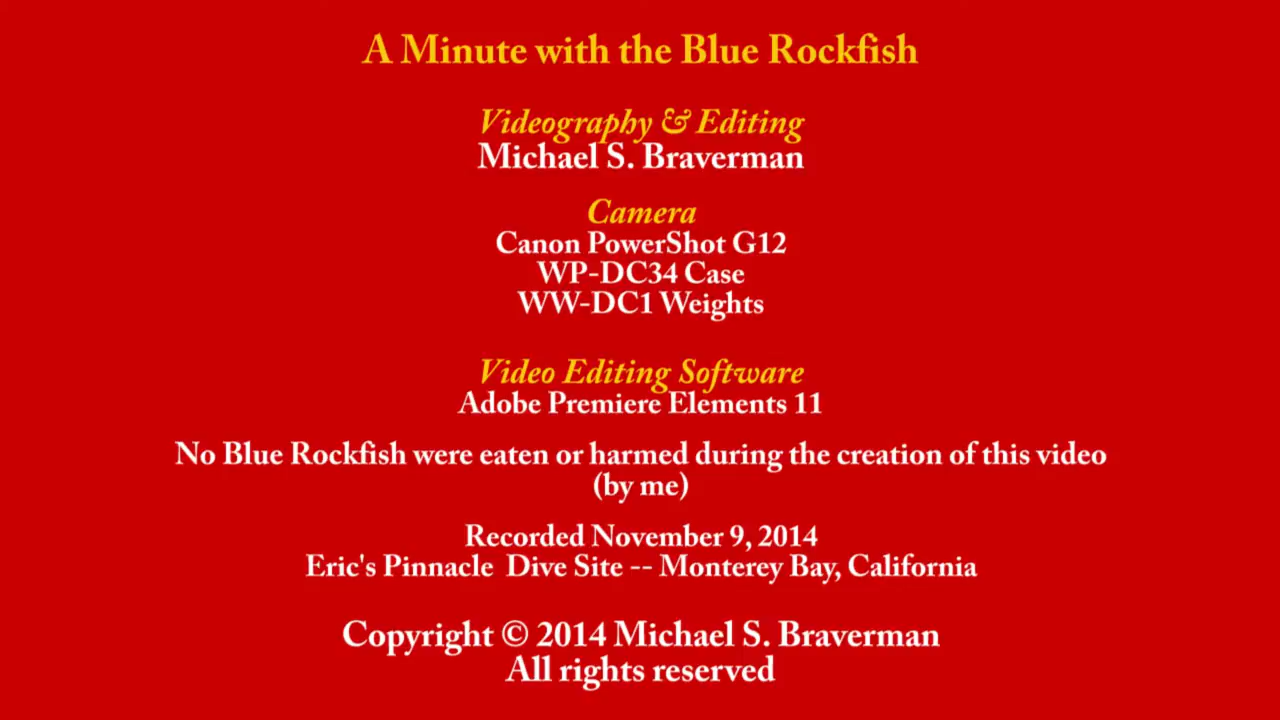 A Minute with the Blue Rockfish
Videography & Editing
Michael S. Braverman
Camera
Canon PowerShot G12
WP-DC34 Case
WW-DC1 Weights
Video Editing Software
Adobe Premiere Elements 11
No Blue Rockfish were eaten or harmed during the creation of this video
(by me)
Recorded November 9, 2014
Eric's Pinnacle  Dive Site -- Monterey Bay, California
Copyright © 2014 Michael S. Braverman
All rights reserved